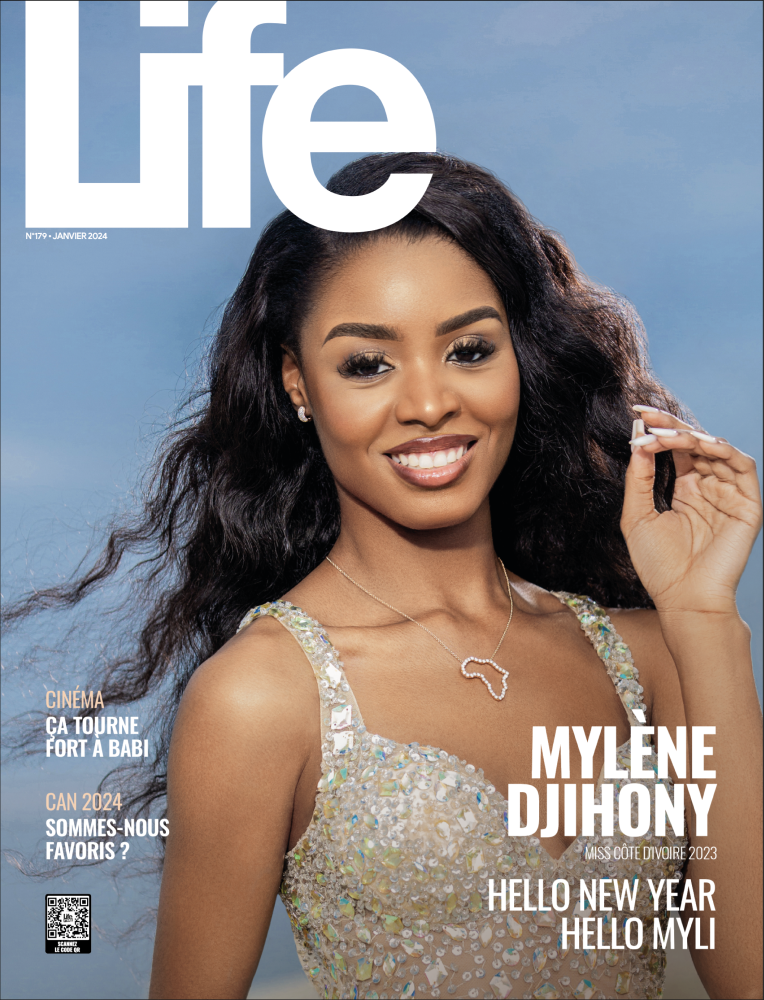 Life
N°179 • JANVIER 2024
CINÉMA
ÇA TOURNE
FORT À BABI
CAN 2024
SOMMES-NOUS
FAVORIS ?
Life
SCANNEZ
LE CODE QR
MYLÈNE
DJIHONY
MISS CÔTE D'IVOIRE 2023
HELLO NEW YEAR
HELLO MYLI